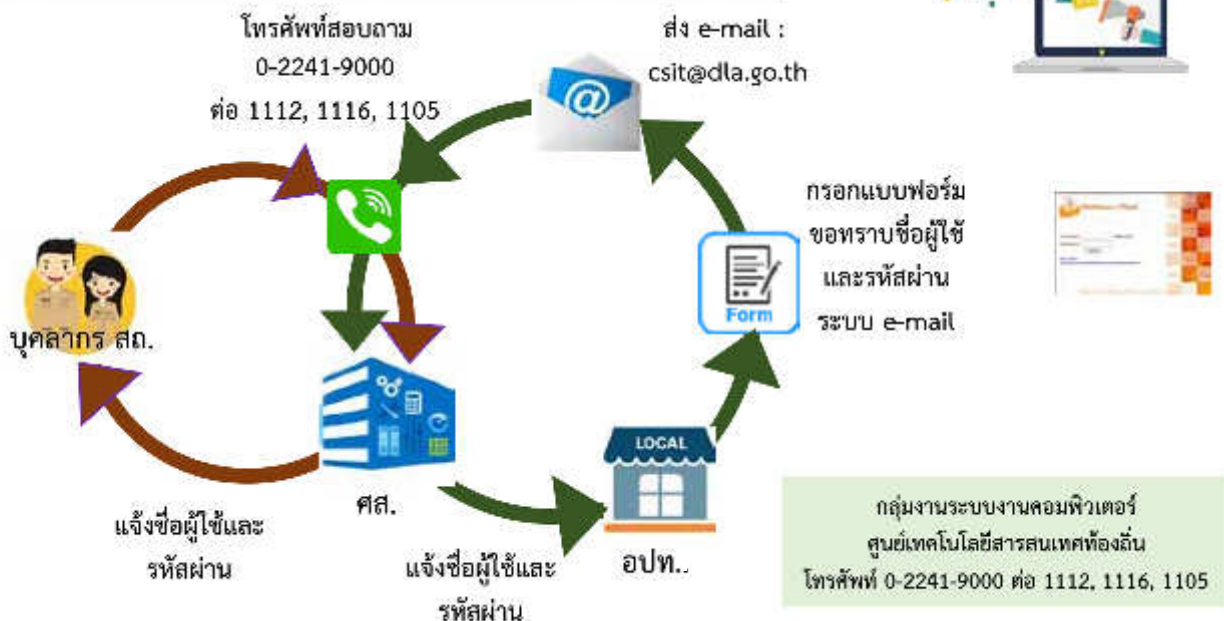 โทรศัพท์สอบถาม
0-2241-9000
ต่อ 1112, 1116, 1105
ส่ง e-mail :
csit@dla.go.th
กรอกแบบฟอร์ม
ขอทราบชื่อผู้ใช้
และรหัสผ่าน
ระบบ e-mail
Form
บุคลากร สถ.
LOCAL
ศส.
อปท..
แจ้งชื่อผู้ใช้และ
รหัสผ่าน
แจ้งชื่อผู้ใช้และ
รหัสผ่าน
กลุ่มงานระบบงานคอมพิวเตอร์
ศูนย์เทคโนโลยีสารสนเทศท้องถิ่น
โทรศัพท์ 0-2241-9000 ต่อ 1112, 1116, 1105